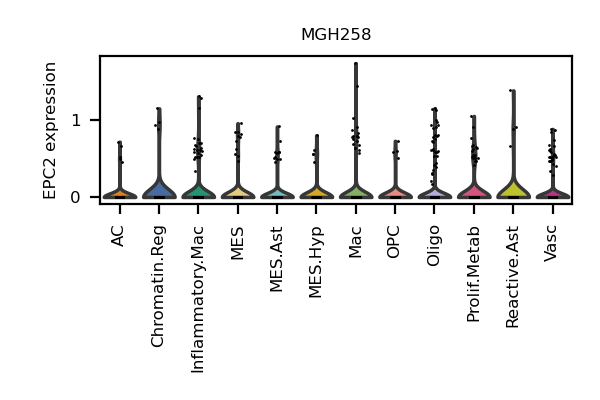 MGH258
EPC2 expression
1
0
AC
Chromatin.Reg
Inflammatory.Mac
MES
MES.Ast
MES.Hyp
Mac
OPC
Oligo
Prolif.Metab
Reactive.Ast
Vasc